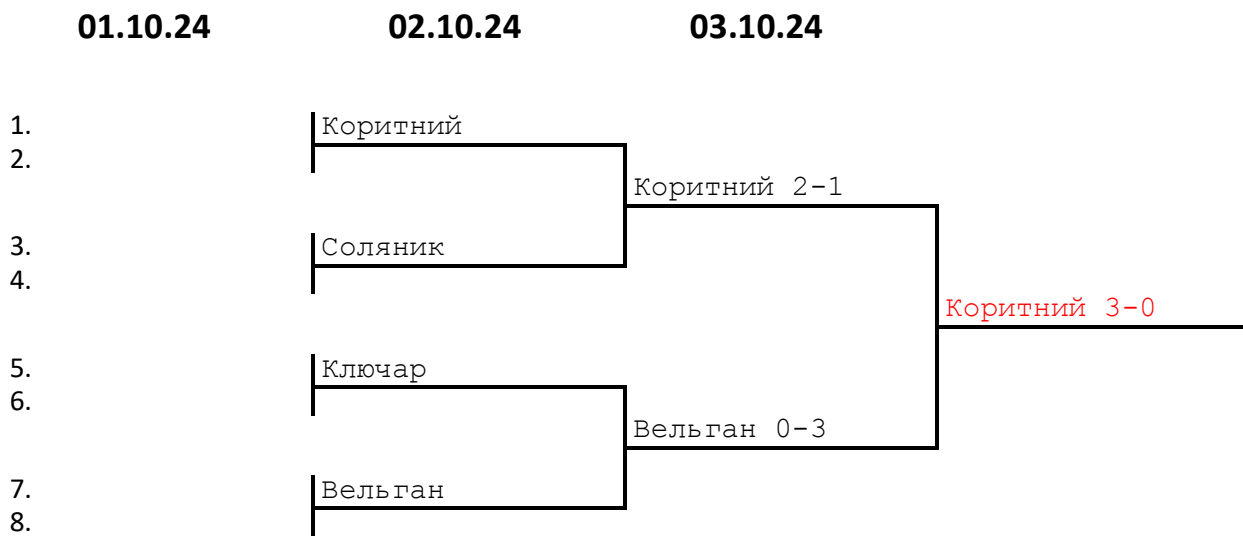 01.10.24 02.10.24 03.10.24
1.
Коритний
2.
Коритний 2-1
3.
Соляник
4.
Коритний 3-0
5.
Ключар
6.
Вельган 0-3
7.
Вельган
8.